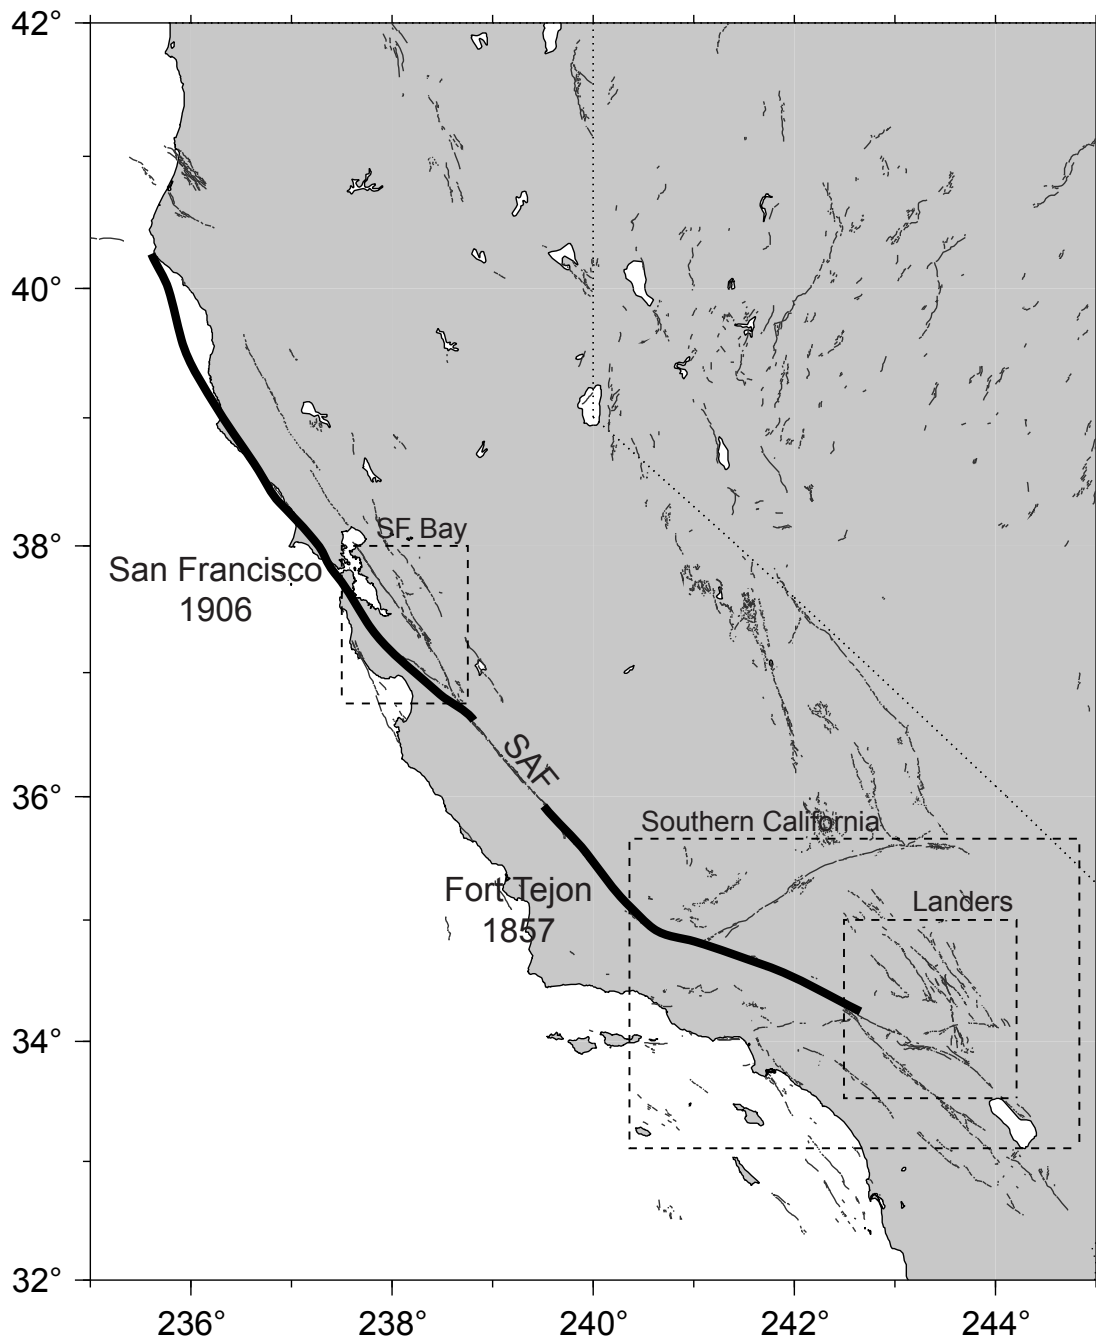 42°
40°
SF Bay
38°
San Francisco
1906
SAF
36°
Southern California
Fort Tejon
1857
Landers
34°
32°
236°
238°
240°
242°
244°